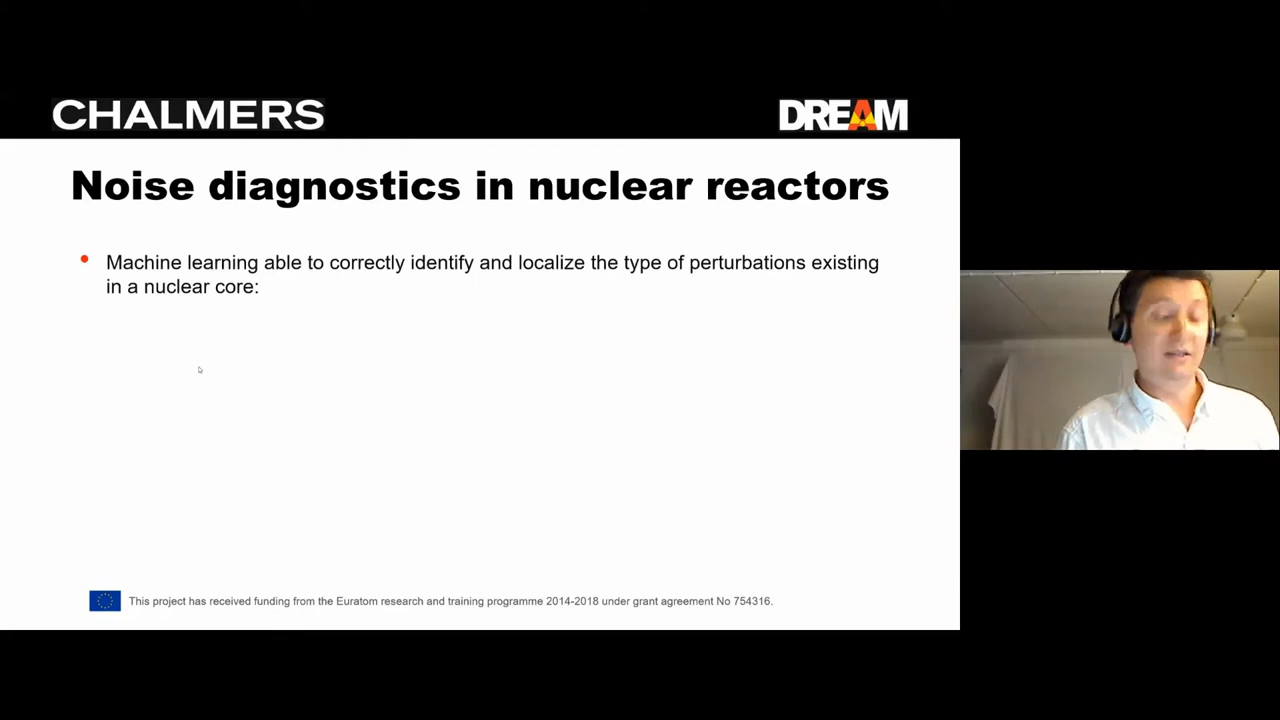 CHALMERS
DREAM
Noise diagnostics in nuclear reactors
Machine learning able to correctly identify and localize the type of perturbations existing
in a nuclear core:
This project has received funding from the Euratom research and training programme 2014-2018 under grant agreement No 754316.